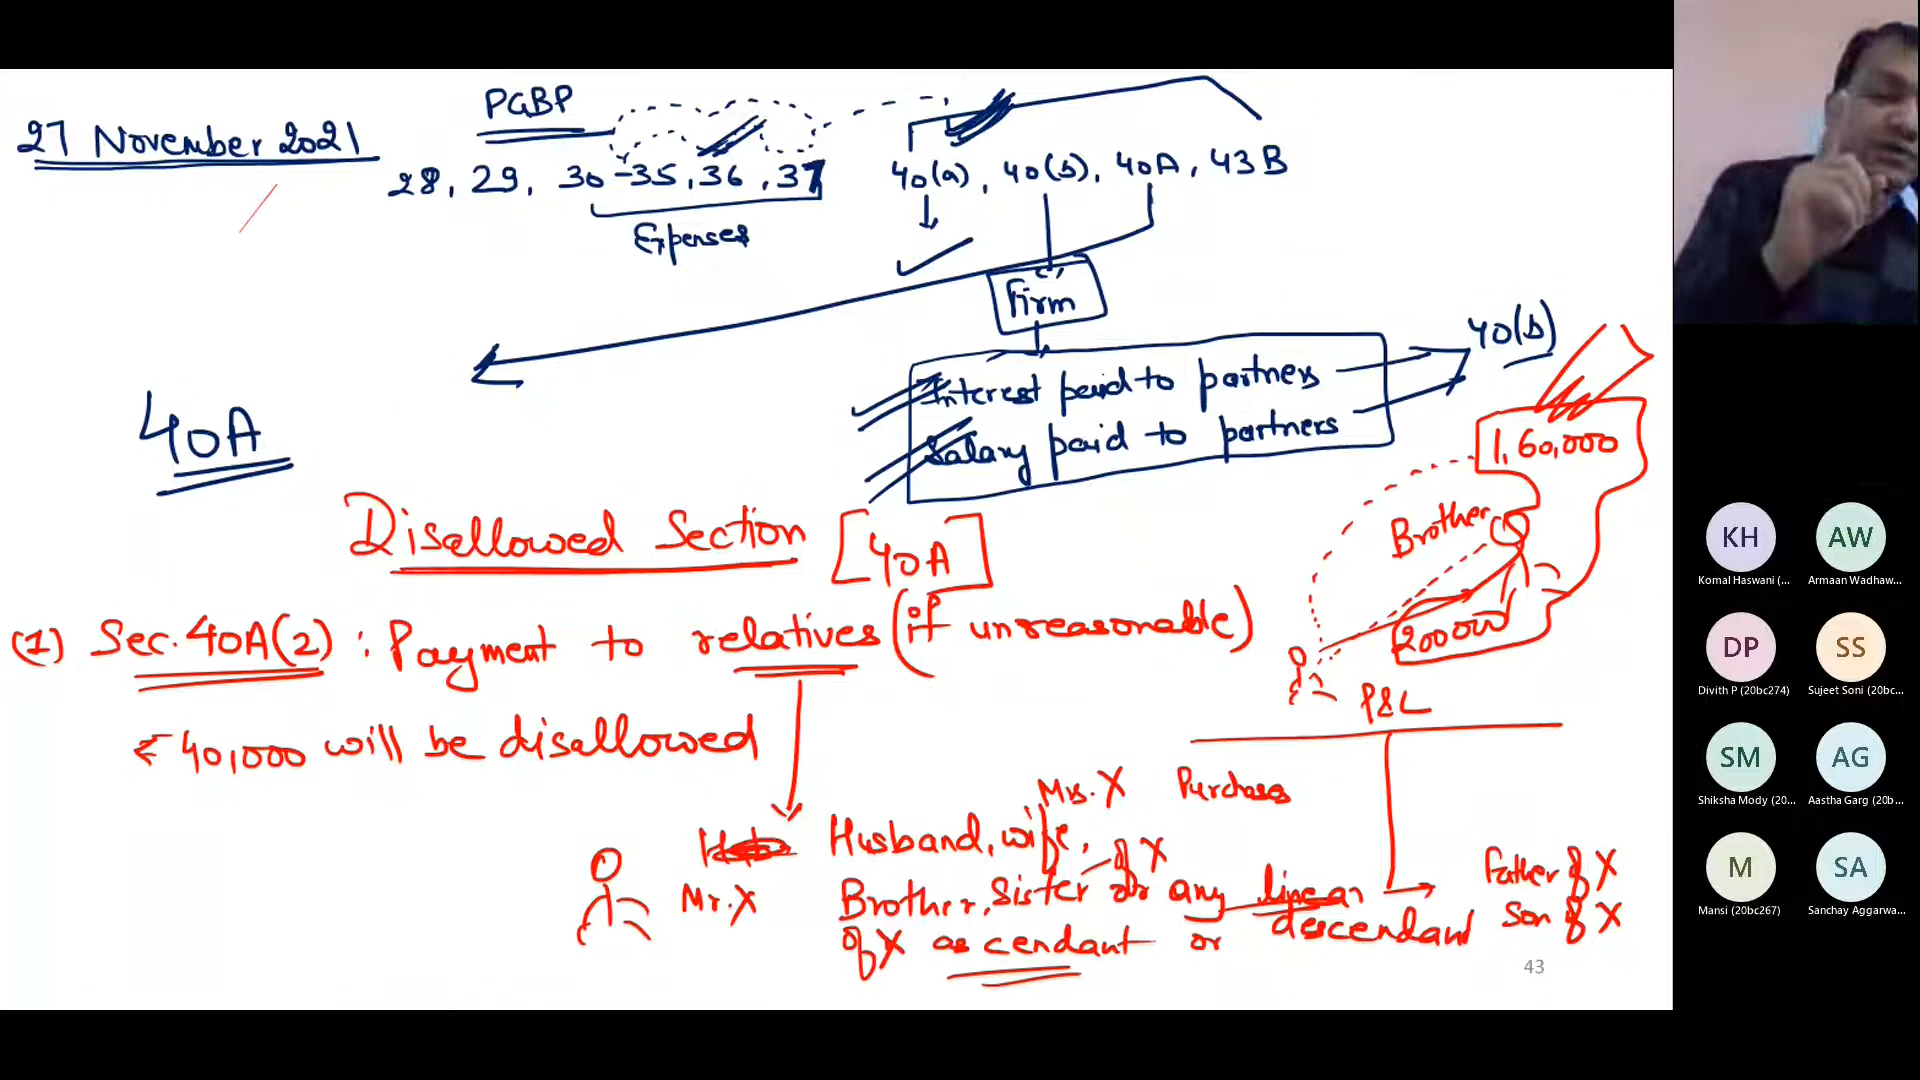 PGBP
27 November 2021
28, 29, 30-35, 36, 37
40(a), 40(b), 40A, 43B
Expenses
Firm
40(b)
Interest paid to partners
Salary paid to partners
1,60,000
40A
Brother
Disallowed Section [40A]
200000
(1) Sec. 40A(2) : Payment to relatives (if unreasonable)
P&L
₹ 40,000 will be disallowed
Mrs. X Purchases
Husband, wife,
of X
Mr. X
Brother, Sister or any linear
Father of X
of X ascendant or descendant
Son of X
43
KH
AW
Komal Haswani (...
Armaan Wadhaw...
DP
SS
Divith P (20bc274)
Sujeet Soni (20bc...
SM
AG
Shiksha Mody (20...
Aastha Garg (20b...
M
SA
Mansi (20bc267)
Sanchay Aggarwa...